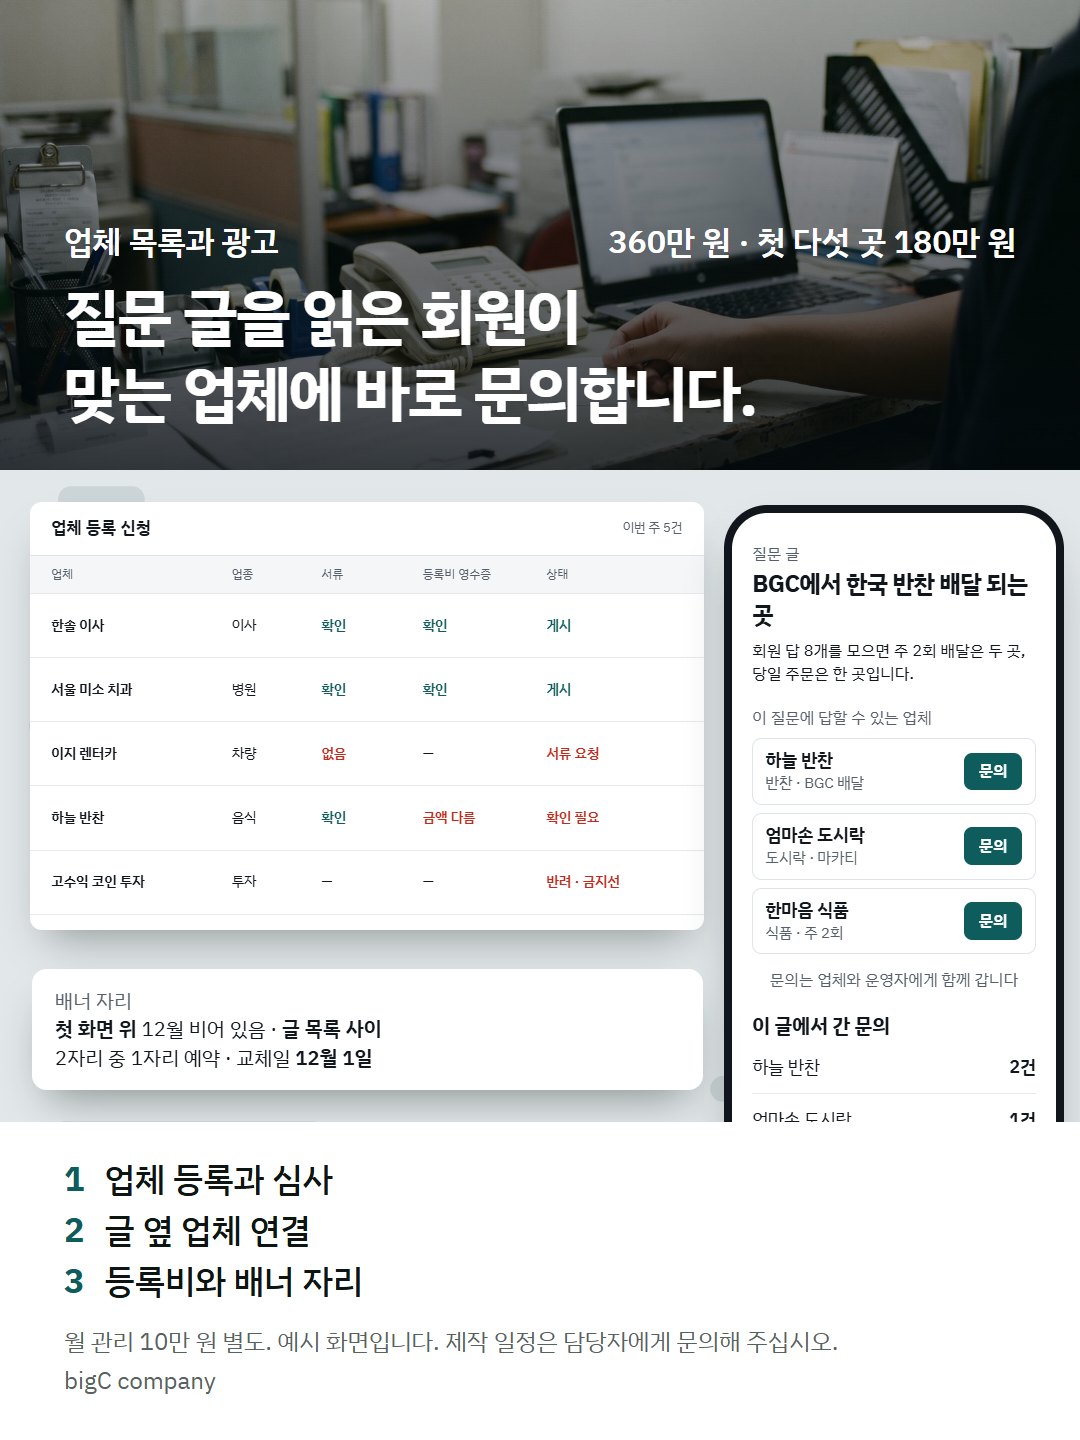 업체 목록과 광고
360만 원 · 첫 다섯 곳 180만 원
질문 글을 읽은 회원이
맞는 업체에 바로 문의합니다.
업체 등록 신청
이번 주 5건
업체 업종 서류 등록비 영수증 상태
한솔 이사 이사 확인 확인 게시
서울 미소 치과 병원 확인 확인 게시
이지 렌터카 차량 없음 — 서류 요청
하늘 반찬 음식 확인 금액 다름 확인 필요
고수익 코인 투자 투자 — — 반려 · 금지선
배너 자리
첫 화면 위 12월 비어 있음 · 글 목록 사이
2자리 중 1자리 예약 · 교체일 12월 1일
질문 글
BGC에서 한국 반찬 배달 되는
곳
회원 답 8개를 모으면 주 2회 배달은 두 곳,
당일 주문은 한 곳입니다.
이 질문에 답할 수 있는 업체
하늘 반찬
반찬 · BGC 배달
문의
엄마손 도시락
도시락 · 마카티
문의
한마음 식품
식품 · 주 2회
문의
문의는 업체와 운영자에게 함께 갑니다
이 글에서 간 문의
하늘 반찬 2건
엄마손 도시락 1건
1 업체 등록과 심사
2 글 옆 업체 연결
3 등록비와 배너 자리
월 관리 10만 원 별도. 예시 화면입니다. 제작 일정은 담당자에게 문의해 주십시오.
bigC company